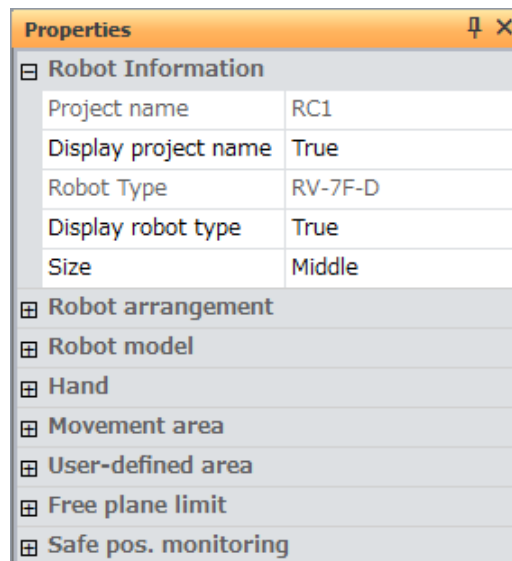 Properties
Robot Information
Project name RC1
Display project name True
Robot Type RV-7F-D
Display robot type True
Size Middle
Robot arrangement
Robot model
Hand
Movement area
User-defined area
Free plane limit
Safe pos. monitoring